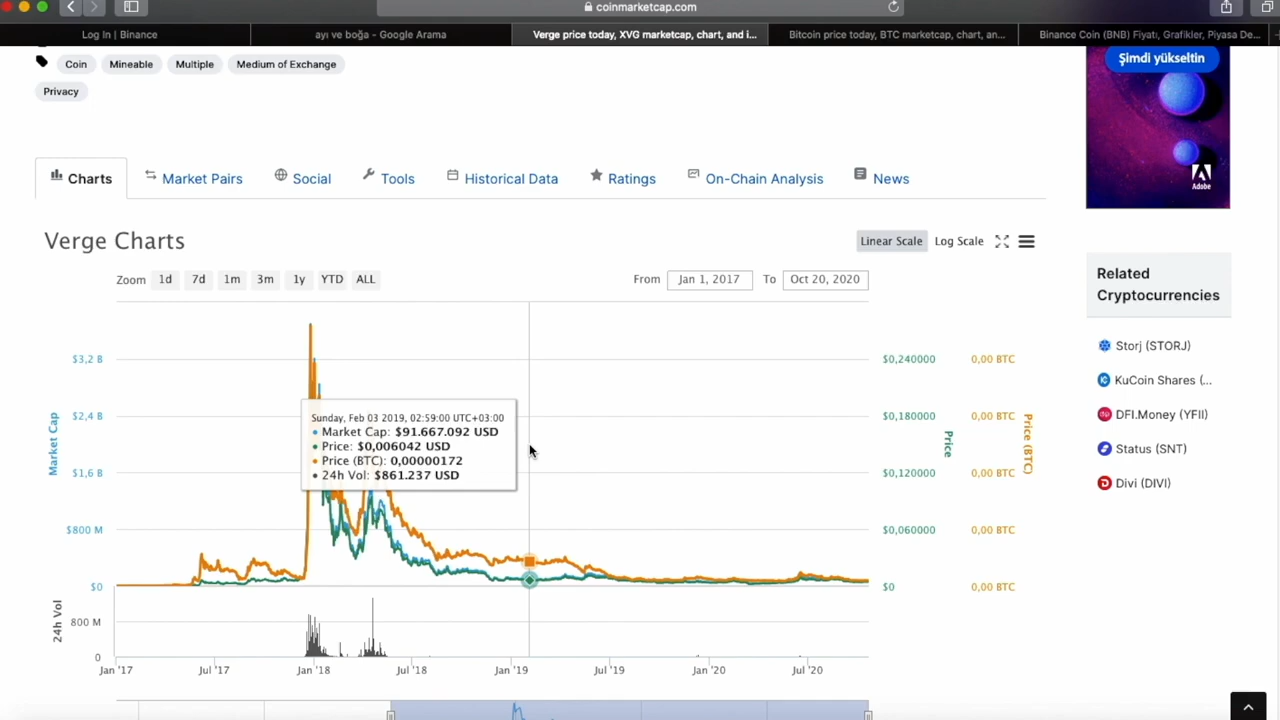 coinmarketcap.com
Log In | Binance
ayı ve boğa - Google Arama
Verge price today, XVG marketcap, chart, and i...
Bitcoin price today, BTC marketcap, chart, an...
Binance Coin (BNB) Fiyatı, Grafikler, Piyasa De...
Coin
Mineable
Multiple
Medium of Exchange
Privacy
Şimdi yükseltin
Adobe
Charts
Market Pairs
Social
Tools
Historical Data
Ratings
On-Chain Analysis
News
Verge Charts
Linear Scale
Log Scale
Zoom 1d 7d 1m 3m 1y YTD ALL
From Jan 1, 2017 To Oct 20, 2020
Related
Cryptocurrencies
Storj (STORJ)
KuCoin Shares (...
DFI.Money (YFII)
Status (SNT)
Divi (DIVI)
$3,2 B
$2,4 B
$1,6 B
$800 M
$0
Market Cap
Sunday, Feb 03 2019, 02:59:00 UTC+03:00
Market Cap: $91.667.092 USD
Price: $0,006042 USD
Price (BTC): 0,00000172
24h Vol: $861.237 USD
$0,240000
$0,180000
$0,120000
$0,060000
$0
Price
0,00 BTC
0,00 BTC
0,00 BTC
0,00 BTC
0,00 BTC
Price (BTC)
24h Vol
800 M
0
Jan '17
Jul '17
Jan '18
Jul '18
Jan '19
Jul '19
Jan '20
Jul '20